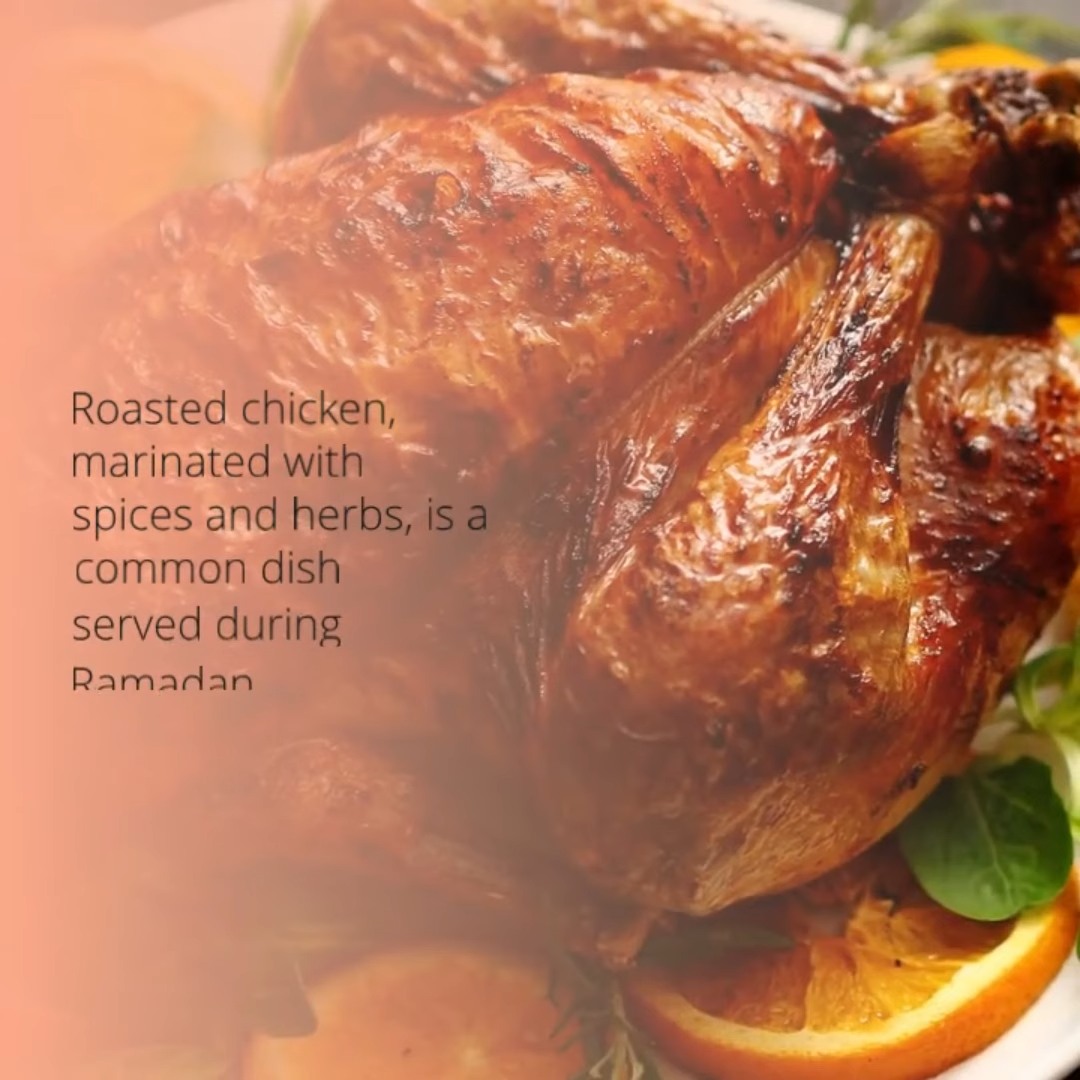 Roasted chicken,
marinated with
spices and herbs, is a
common dish
served during
Ramadan